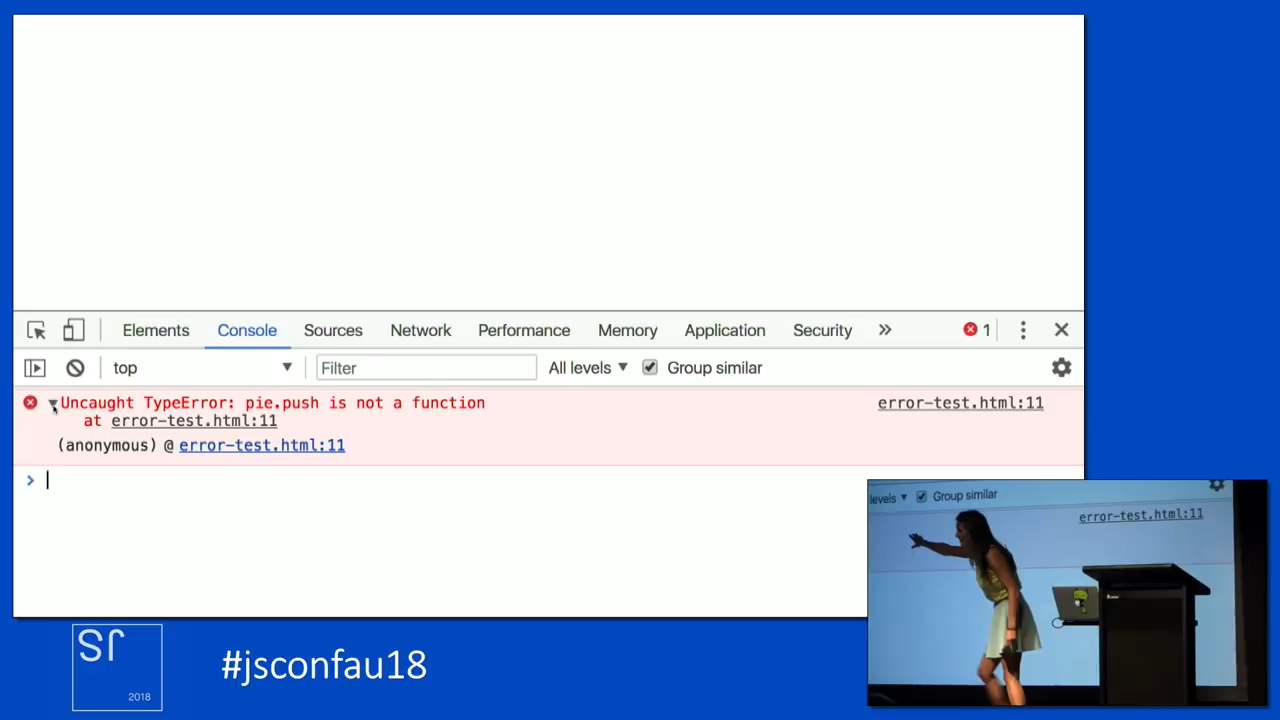 Elements Console Sources Network Performance Memory Application Security » 1
top Filter All levels Group similar
Uncaught TypeError: pie.push is not a function error-test.html:11
at error-test.html:11
(anonymous) @ error-test.html:11
levels Group similar
error-test.html:11
JS
2018
#jsconfau18